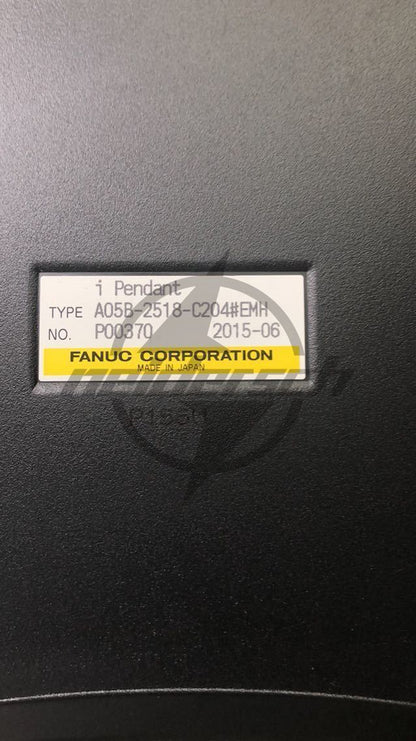 i Pendant
TYPE A05B-2518-C204#EMH
NO. P00370 2015-06
FANUC CORPORATION
MADE IN JAPAN